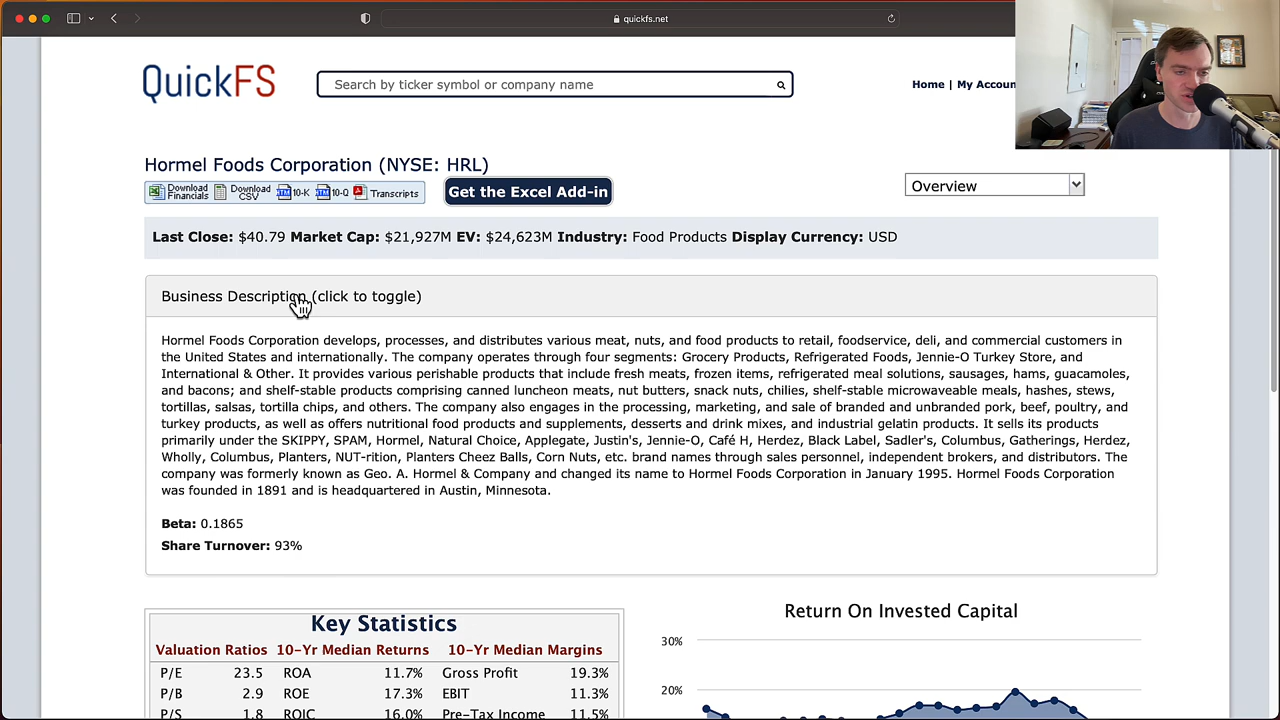 quickfs.net
QuickFS
Search by ticker symbol or company name
Home | My Accoun
Hormel Foods Corporation (NYSE: HRL)
Download Financials Download CSV 10-K 10-Q Transcripts
Get the Excel Add-in
Overview
Last Close: $40.79 Market Cap: $21,927M EV: $24,623M Industry: Food Products Display Currency: USD
Business Description (click to toggle)
Hormel Foods Corporation develops, processes, and distributes various meat, nuts, and food products to retail, foodservice, deli, and commercial customers in
the United States and internationally. The company operates through four segments: Grocery Products, Refrigerated Foods, Jennie-O Turkey Store, and
International & Other. It provides various perishable products that include fresh meats, frozen items, refrigerated meal solutions, sausages, hams, guacamoles,
and bacons; and shelf-stable products comprising canned luncheon meats, nut butters, snack nuts, chilies, shelf-stable microwaveable meals, hashes, stews,
tortillas, salsas, tortilla chips, and others. The company also engages in the processing, marketing, and sale of branded and unbranded pork, beef, poultry, and
turkey products, as well as offers nutritional food products and supplements, desserts and drink mixes, and industrial gelatin products. It sells its products
primarily under the SKIPPY, SPAM, Hormel, Natural Choice, Applegate, Justin's, Jennie-O, Café H, Herdez, Black Label, Sadler's, Columbus, Gatherings, Herdez,
Wholly, Columbus, Planters, NUT-rition, Planters Cheez Balls, Corn Nuts, etc. brand names through sales personnel, independent brokers, and distributors. The
company was formerly known as Geo. A. Hormel & Company and changed its name to Hormel Foods Corporation in January 1995. Hormel Foods Corporation
was founded in 1891 and is headquartered in Austin, Minnesota.
Beta: 0.1865
Share Turnover: 93%
Key Statistics
Valuation Ratios 10-Yr Median Returns 10-Yr Median Margins
P/E 23.5 ROA 11.7% Gross Profit 19.3%
P/B 2.9 ROE 17.3% EBIT 11.3%
P/S 1.8 ROIC 16.0% Pre-Tax Income 11.5%
Return On Invested Capital
30%
20%